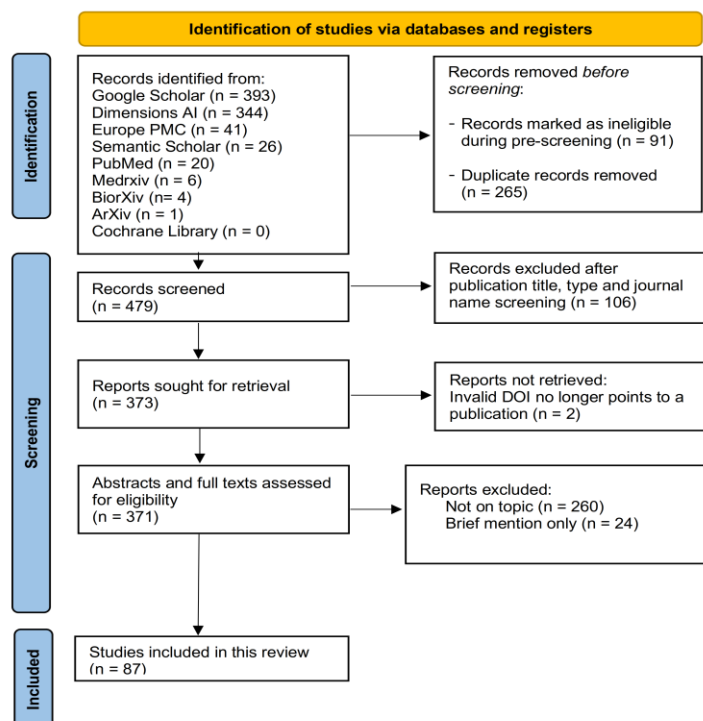 Identification of studies via databases and registers
Identification
Records identified from:
Google Scholar (n = 393)
Dimensions AI (n = 344)
Europe PMC (n = 41)
Semantic Scholar (n = 26)
PubMed (n = 20)
Medrxiv (n = 6)
BiorXiv (n= 4)
ArXiv (n = 1)
Cochrane Library (n = 0)
Records removed before
screening:
- Records marked as ineligible
during pre-screening (n = 91)
- Duplicate records removed
(n = 265)
Screening
Records screened
(n = 479)
Records excluded after
publication title, type and journal
name screening (n = 106)
Reports sought for retrieval
(n = 373)
Reports not retrieved:
Invalid DOI no longer points to a
publication (n = 2)
Abstracts and full texts assessed
for eligibility
(n = 371)
Reports excluded:
Not on topic (n = 260)
Brief mention only (n = 24)
Included
Studies included in this review
(n = 87)